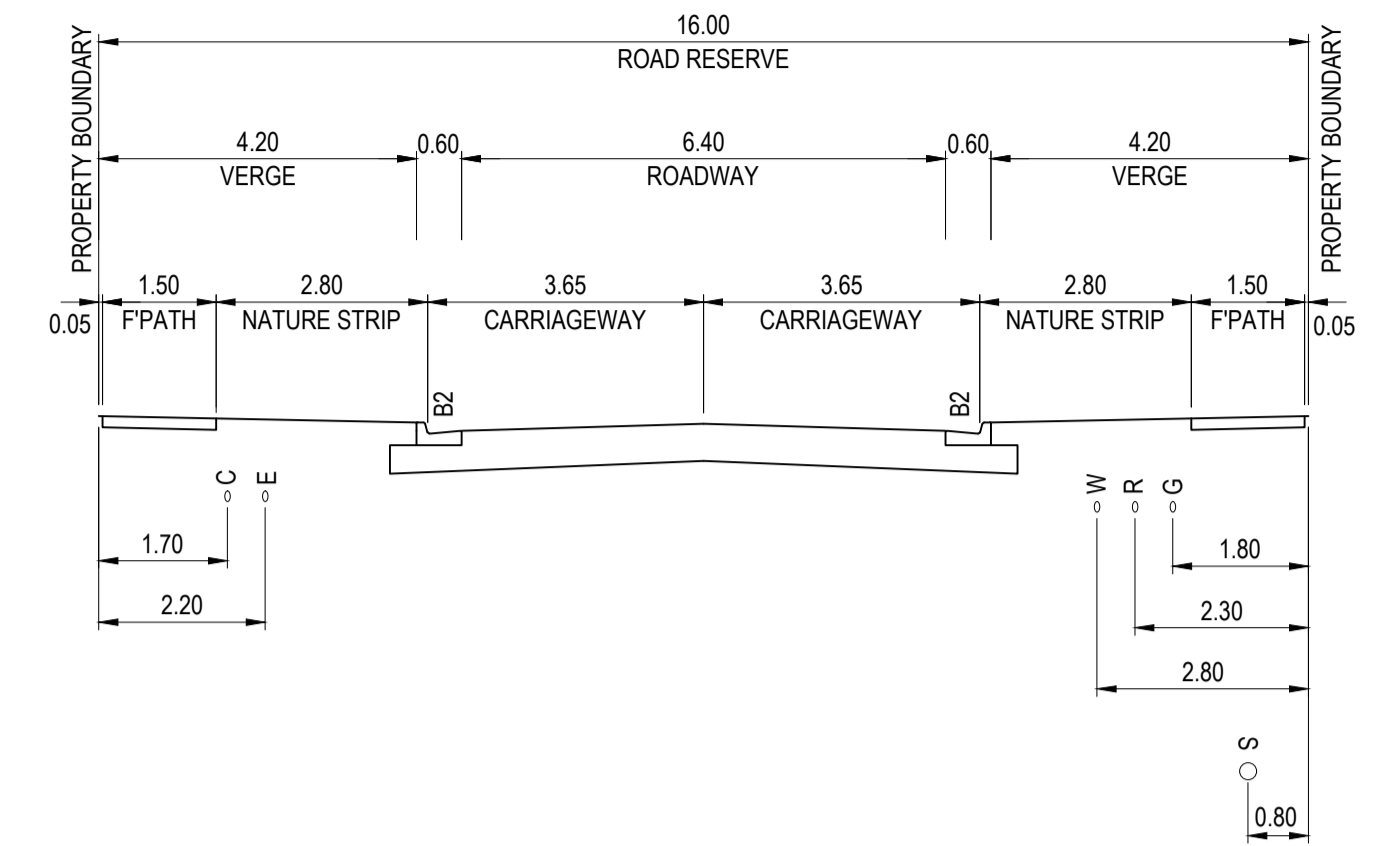 16.00
ROAD RESERVE
PROPERTY BOUNDARY
PROPERTY BOUNDARY
4.20
0.60
6.40
0.60
4.20
VERGE
ROADWAY
VERGE
1.50
2.80
3.65
3.65
2.80
1.50
0.05
F'PATH
NATURE STRIP
CARRIAGEWAY
CARRIAGEWAY
NATURE STRIP
F'PATH
0.05
B2
B2
C
E
W
R
G
1.70
1.80
2.20
2.30
2.80
S
0.80